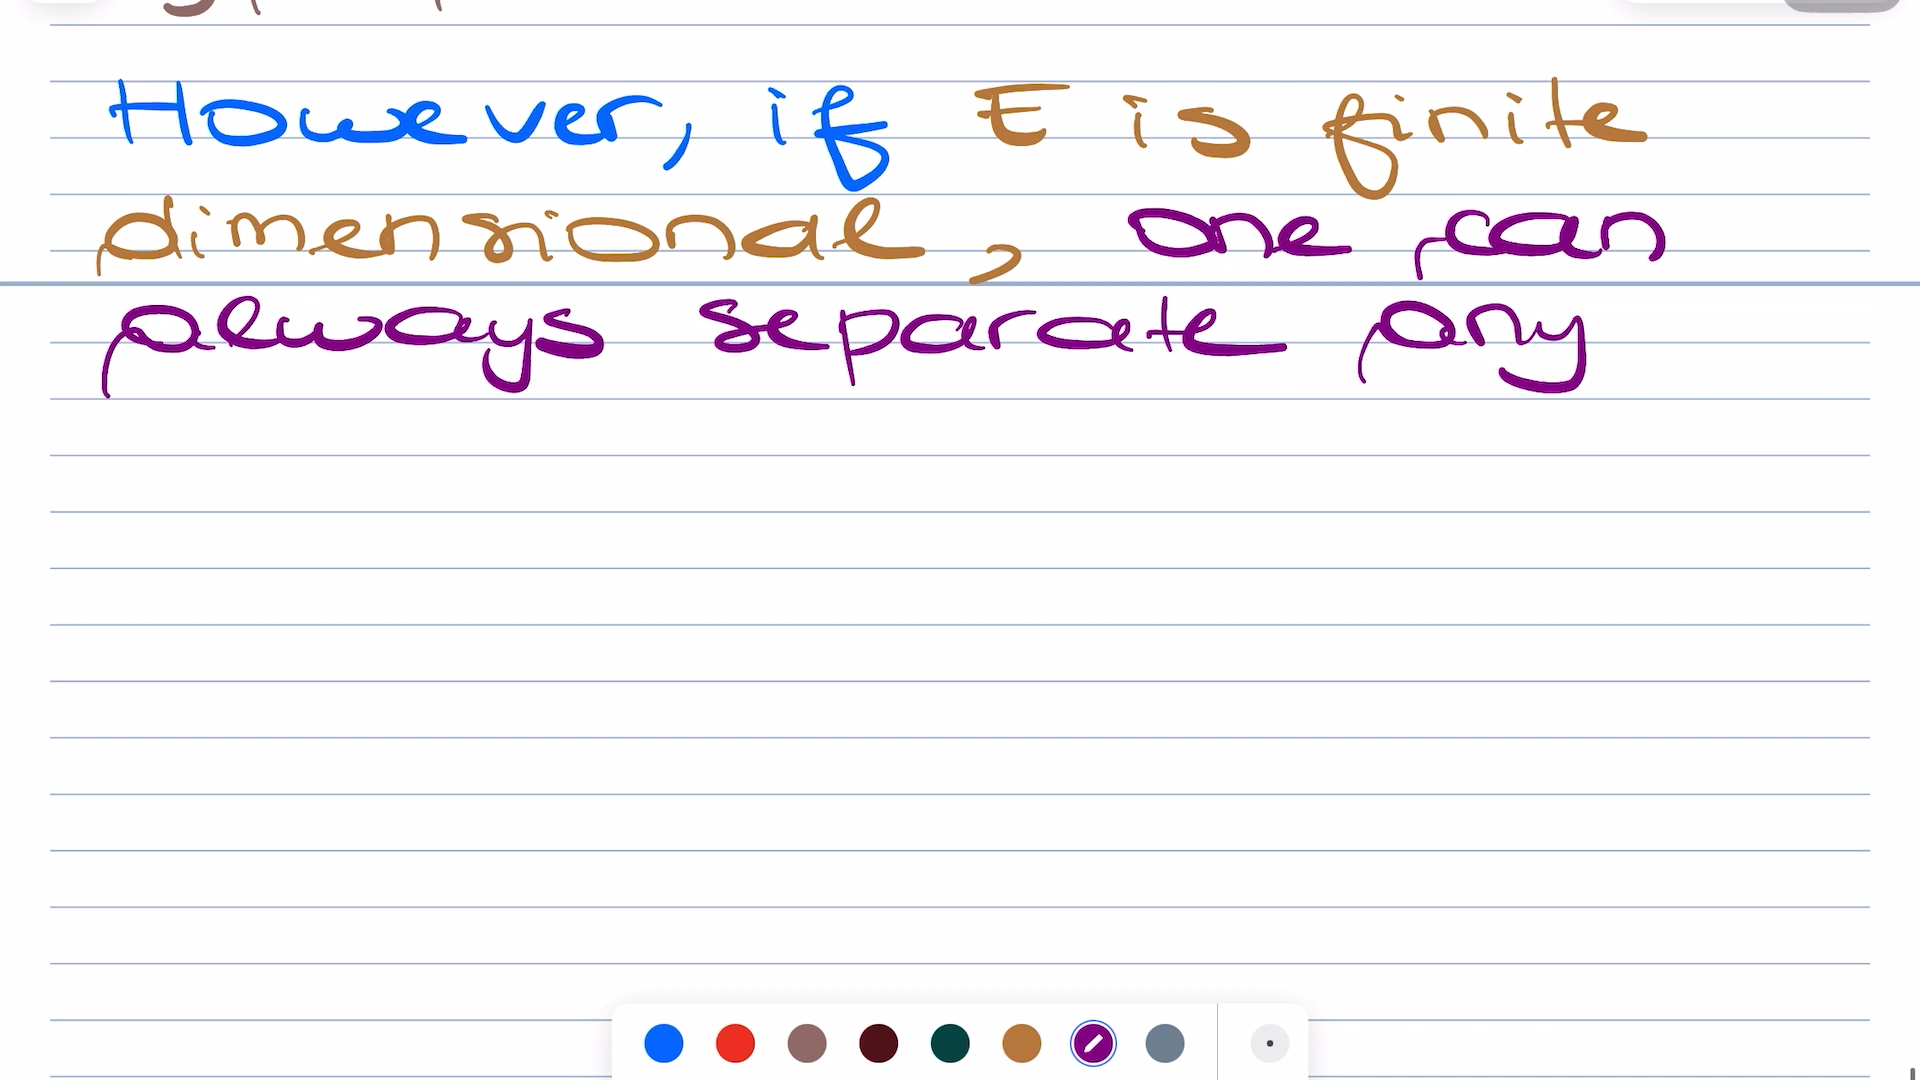 However, if E is finite
dimensional, one can
always separate any